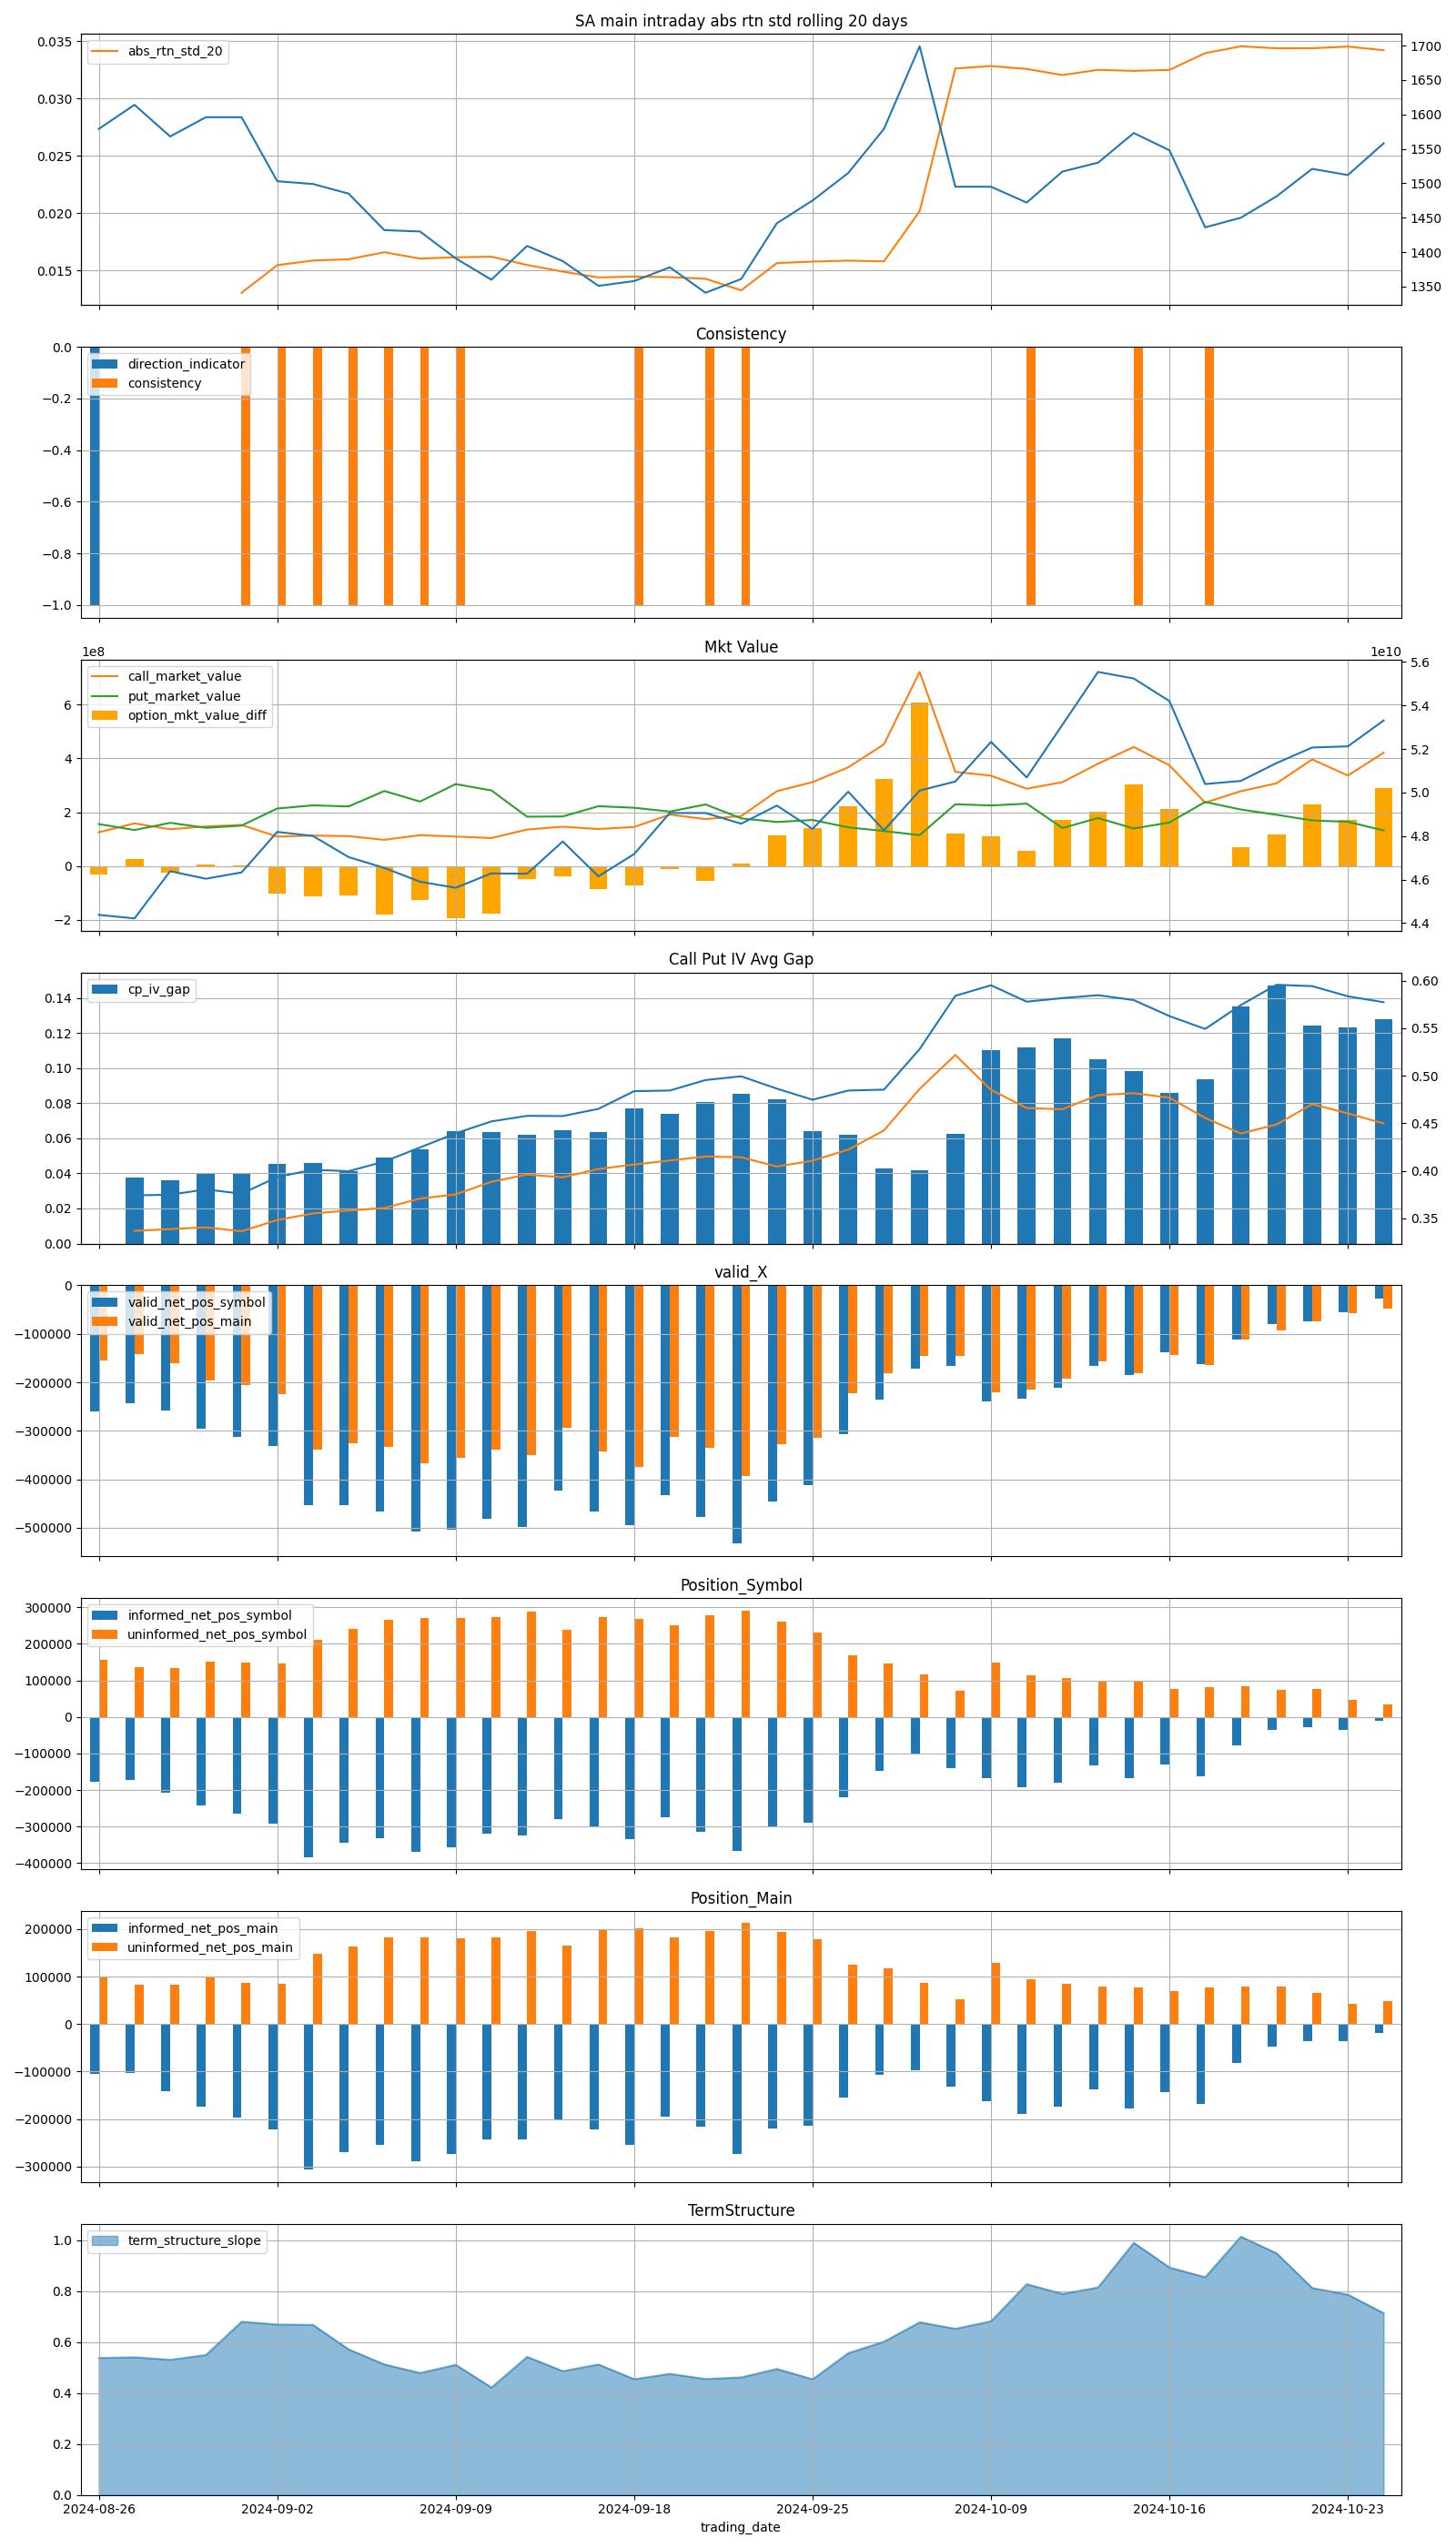 SA main intraday abs rtn std rolling 20 days
abs_rtn_std_20
0.035
0.030
0.025
0.020
0.015
1700
1650
1600
1550
1500
1450
1400
1350
Consistency
direction_indicator
consistency
0.0
−0.2
−0.4
−0.6
−0.8
−1.0
Mkt Value
1e8
1e10
call_market_value
put_market_value
option_mkt_value_diff
6
4
2
0
−2
5.6
5.4
5.2
5.0
4.8
4.6
4.4
Call Put IV Avg Gap
cp_iv_gap
0.14
0.12
0.10
0.08
0.06
0.04
0.02
0.00
0.60
0.55
0.50
0.45
0.40
0.35
valid_X
valid_net_pos_symbol
valid_net_pos_main
0
−100000
−200000
−300000
−400000
−500000
Position_Symbol
informed_net_pos_symbol
uninformed_net_pos_symbol
300000
200000
100000
0
−100000
−200000
−300000
−400000
Position_Main
informed_net_pos_main
uninformed_net_pos_main
200000
100000
0
−100000
−200000
−300000
TermStructure
term_structure_slope
1.0
0.8
0.6
0.4
0.2
0.0
2024-08-26 2024-09-02 2024-09-09 2024-09-18 2024-09-25 2024-10-09 2024-10-16 2024-10-23
trading_date